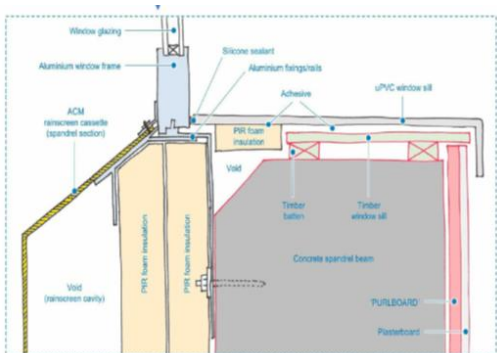 Window glazing
Silicone sealant
Aluminium window frame
Aluminium fixings/rails
Adhesive
uPVC window sill
ACM
rainscreen cassette
(spandrel section)
PIR foam
insulation
Void
Timber
batten
Timber
window sill
PIR foam insulation
PIR foam insulation
Concrete spandrel beam
Void
(rainscreen cavity)
'PURLBOARD'
Plasterboard